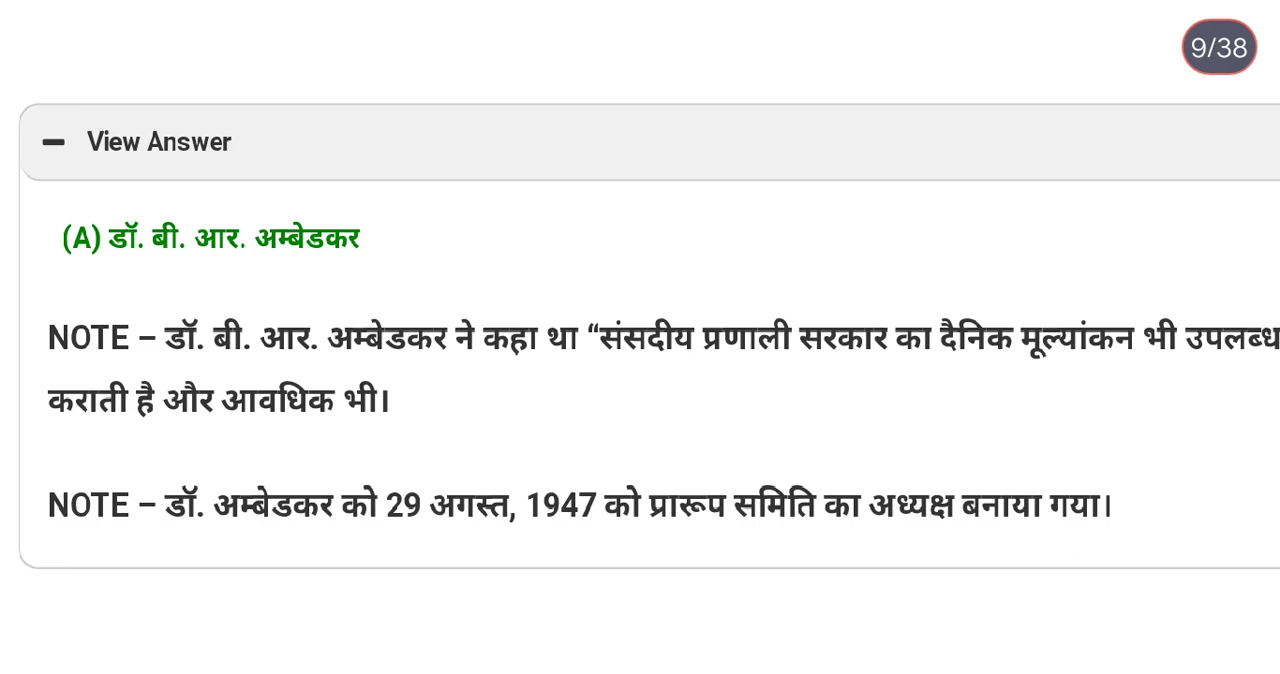 9/38
View Answer
(A) डॉ. बी. आर. अम्बेडकर
NOTE – डॉ. बी. आर. अम्बेडकर ने कहा था “संसदीय प्रणाली सरकार का दैनिक मूल्यांकन भी उपलब्ध
कराती है और आवधिक भी।
NOTE – डॉ. अम्बेडकर को 29 अगस्त, 1947 को प्रारूप समिति का अध्यक्ष बनाया गया।